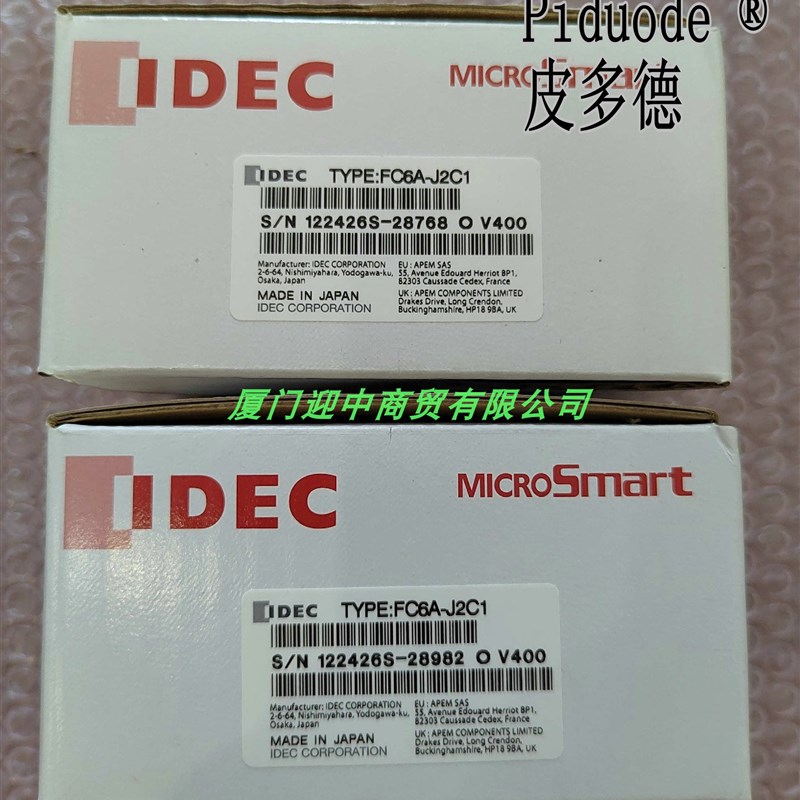 Piduode ®
皮多德
IDEC
MICROSmart
IDEC TYPE:FC6A-J2C1
S/N 122426S-28768 O V400
Manufacturer: IDEC CORPORATION
2-6-64, Nishimiyahara, Yodogawa-ku,
Osaka, Japan
EU : APEM SAS
55, Avenue Edouard Herriot BP1,
82303 Caussade Cedex, France
MADE IN JAPAN
IDEC CORPORATION
UK : APEM COMPONENTS LIMITED
Drakes Drive, Long Crendon,
Buckinghamshire, HP18 9BA, UK
厦门迎中商贸有限公司
IDEC
MICROSmart
IDEC TYPE:FC6A-J2C1
S/N 122426S-28982 O V400
Manufacturer: IDEC CORPORATION
2-6-64, Nishimiyahara, Yodogawa-ku,
Osaka, Japan
EU : APEM SAS
55, Avenue Edouard Herriot BP1,
82303 Caussade Cedex, France
MADE IN JAPAN
IDEC CORPORATION
UK : APEM COMPONENTS LIMITED
Drakes Drive, Long Crendon,
Buckinghamshire, HP18 9BA, UK